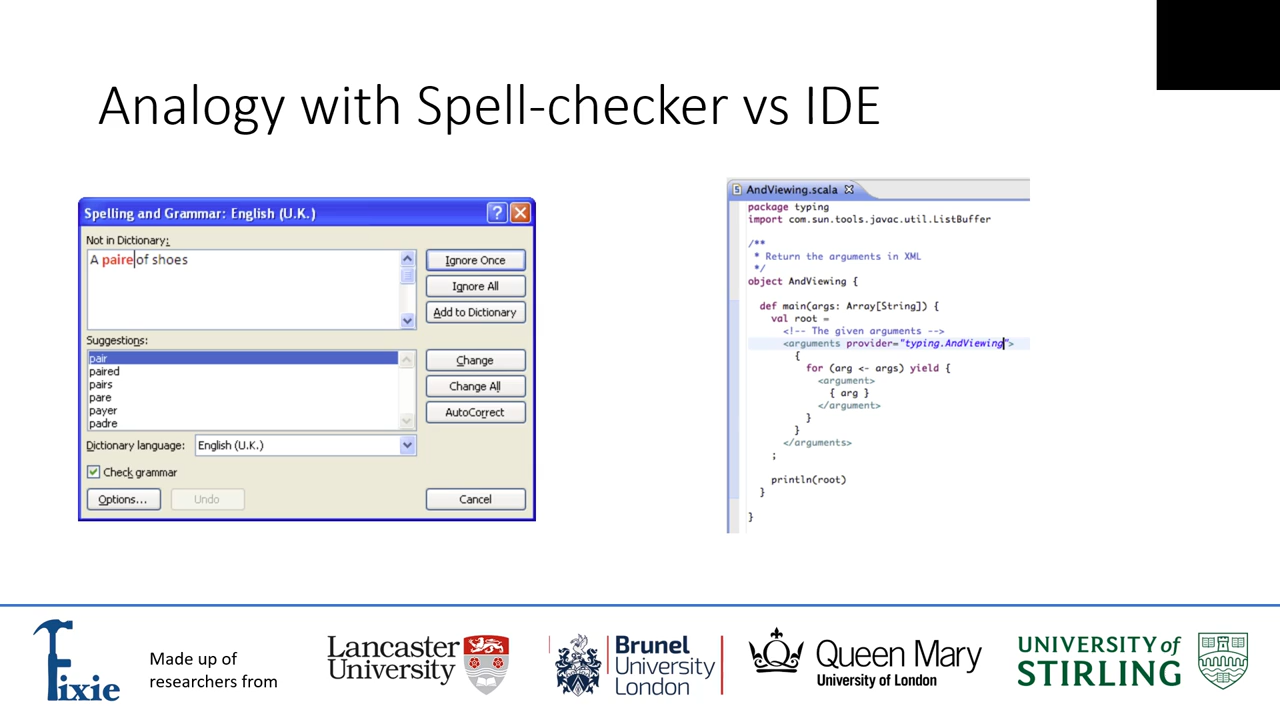 Analogy with Spell-checker vs IDE
Spelling and Grammar: English (U.K.)
Not in Dictionary:
A paire of shoes
Ignore Once
Ignore All
Add to Dictionary
Suggestions:
pair
paired
pairs
pare
payer
padre
Change
Change All
AutoCorrect
Dictionary language:
English (U.K.)
Check grammar
Options...
Undo
Cancel
AndViewing.scala
package typing
import com.sun.tools.javac.util.ListBuffer
/**
* Return the arguments in XML
*/
object AndViewing {
def main(args: Array[String]) {
val root =
<!-- The given arguments -->
<arguments provider="typing.AndViewing">
{
for (arg <- args) yield {
<argument>
{ arg }
</argument>
}
}
</arguments>
;
println(root)
}
}
Fixie
Made up of
researchers from
Lancaster
University
Brunel
University
London
Queen Mary
University of London
UNIVERSITY of
STIRLING